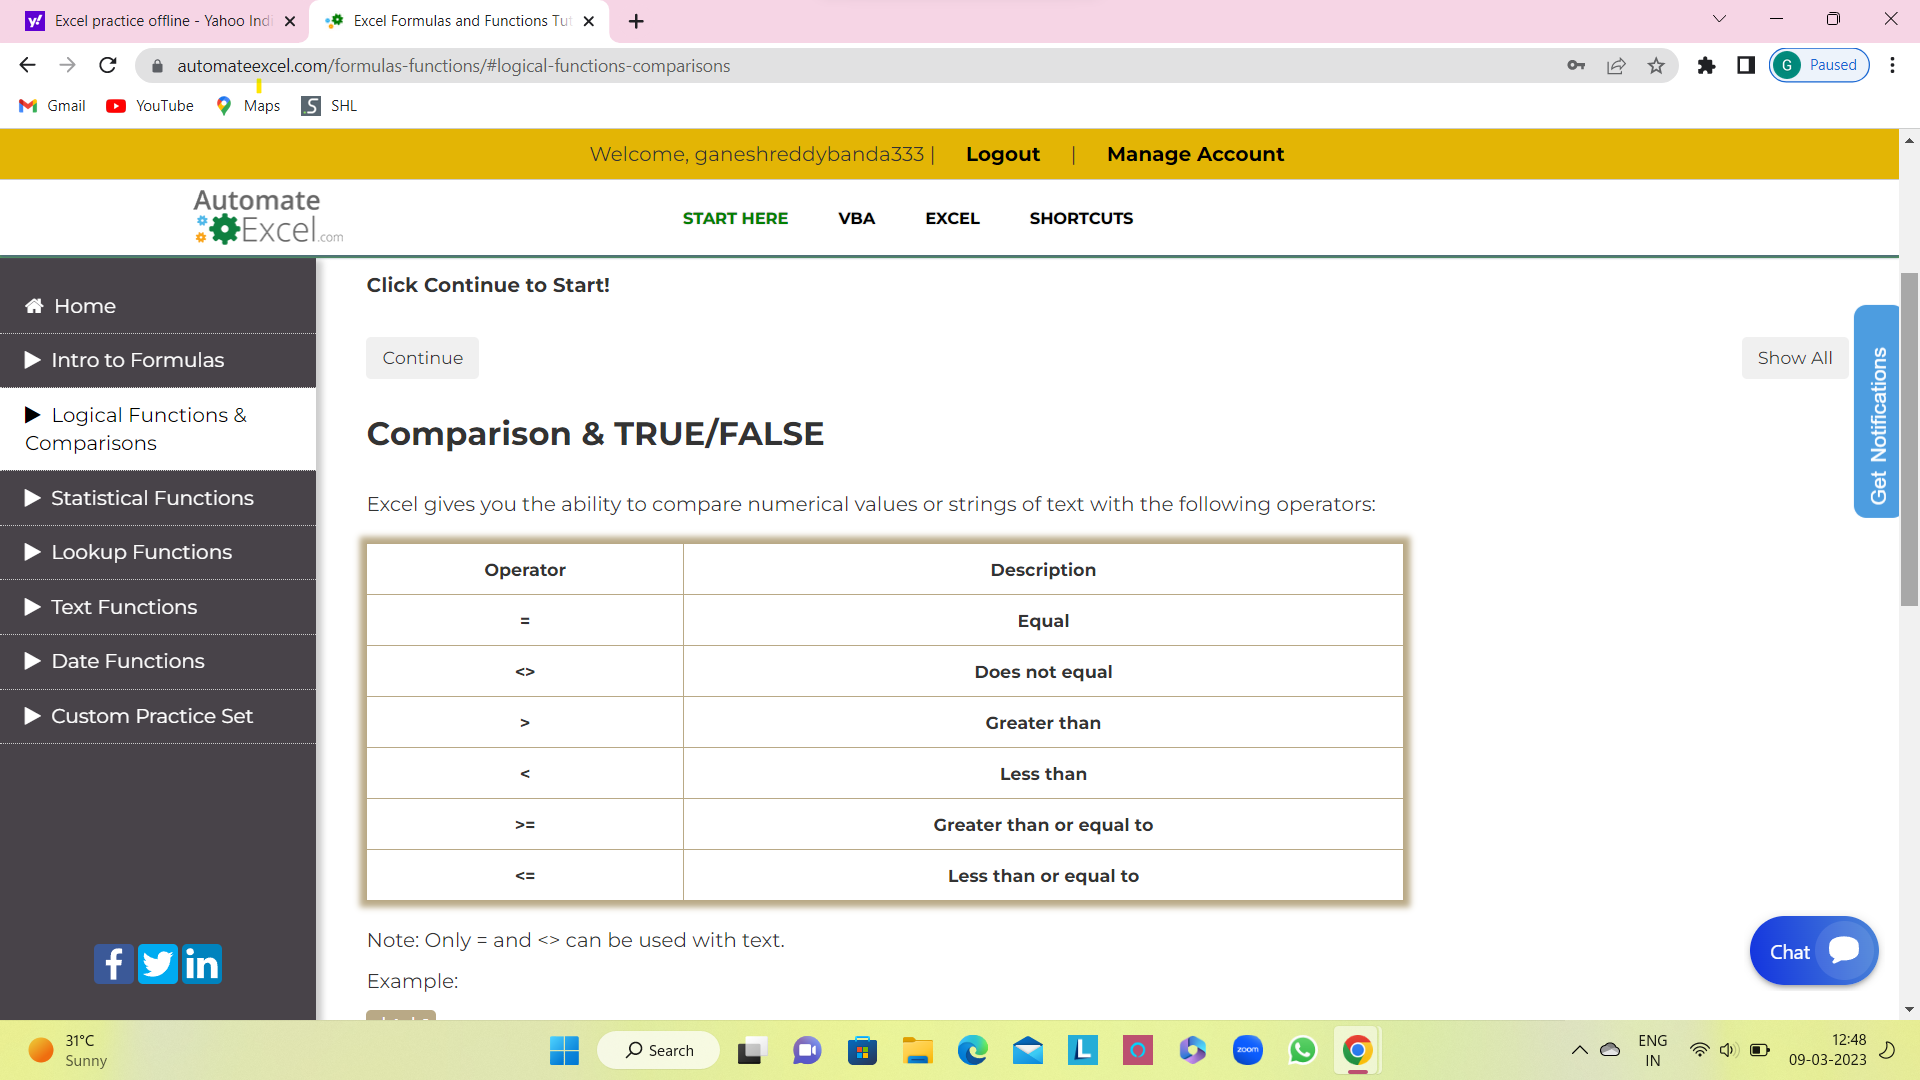 Excel practice offline - Yahoo Indi
Excel Formulas and Functions Tut
automateexcel.com/formulas-functions/#logical-functions-comparisons
G Paused
Gmail YouTube Maps SHL
Welcome, ganeshreddybanda333 | Logout | Manage Account
Automate
Excel.com
START HERE VBA EXCEL SHORTCUTS
Home
Intro to Formulas
Logical Functions &
Comparisons
Statistical Functions
Lookup Functions
Text Functions
Date Functions
Custom Practice Set
Click Continue to Start!
Continue Show All
Get Notifications
Comparison & TRUE/FALSE
Excel gives you the ability to compare numerical values or strings of text with the following operators:
Operator Description
= Equal
<> Does not equal
> Greater than
< Less than
>= Greater than or equal to
<= Less than or equal to
Note: Only = and <> can be used with text.
Example:
Chat
31°C
Sunny
Search
zoom
ENG
IN
12:48
09-03-2023